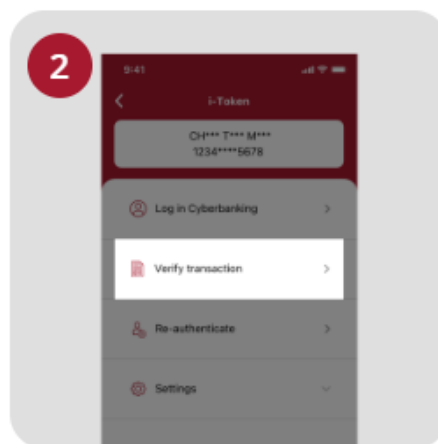 2
9:41
i-Token
CH*** T*** M***
1234****5678
Log in Cyberbanking
Verify transaction
Re-authenticate
Settings